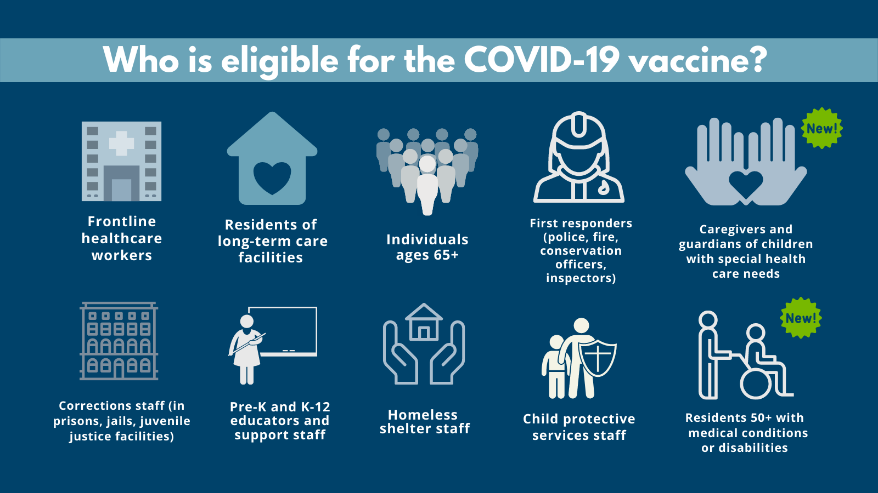 Who is eligible for the COVID-19 vaccine?
New!
Frontline
healthcare
workers
Residents of
long-term care
facilities
Individuals
ages 65+
First responders
(police, fire,
conservation
officers,
inspectors)
Caregivers and
guardians of children
with special health
care needs
New!
Corrections staff (in
prisons, jails, juvenile
justice facilities)
Pre-K and K-12
educators and
support staff
Homeless
shelter staff
Child protective
services staff
Residents 50+ with
medical conditions
or disabilities